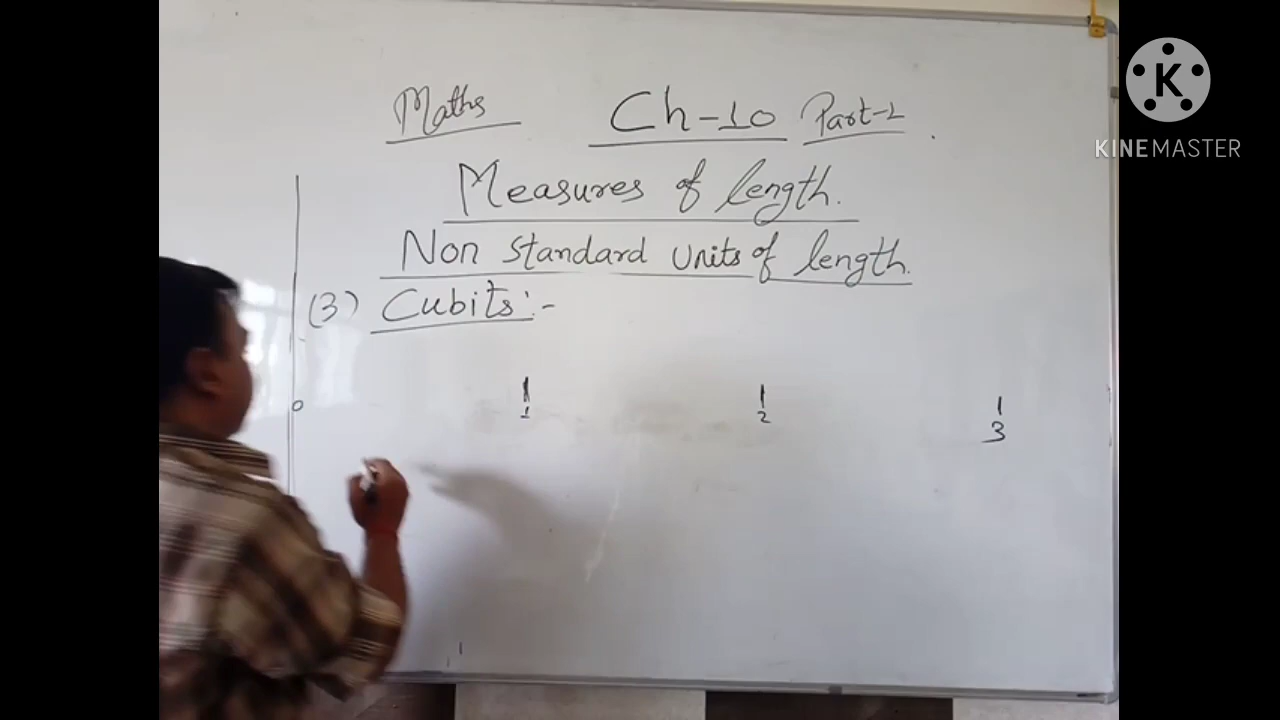 Maths Ch-10 Part-2
Measures of length.
Non Standard Units of length.
(3) Cubits:-
0 1 2 3
K
KINEMASTER